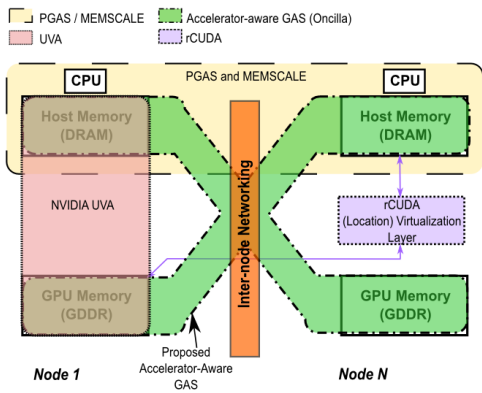 PGAS / MEMSCALE
Accelerator-aware GAS (Oncilla)
UVA
rCUDA
CPU
PGAS and MEMSCALE
CPU
Host Memory
(DRAM)
Host Memory
(DRAM)
NVIDIA UVA
Inter-node Networking
rCUDA
(Location) Virtualization
Layer
GPU Memory
(GDDR)
GPU Memory
(GDDR)
Proposed
Accelerator-Aware
GAS
Node 1
Node N